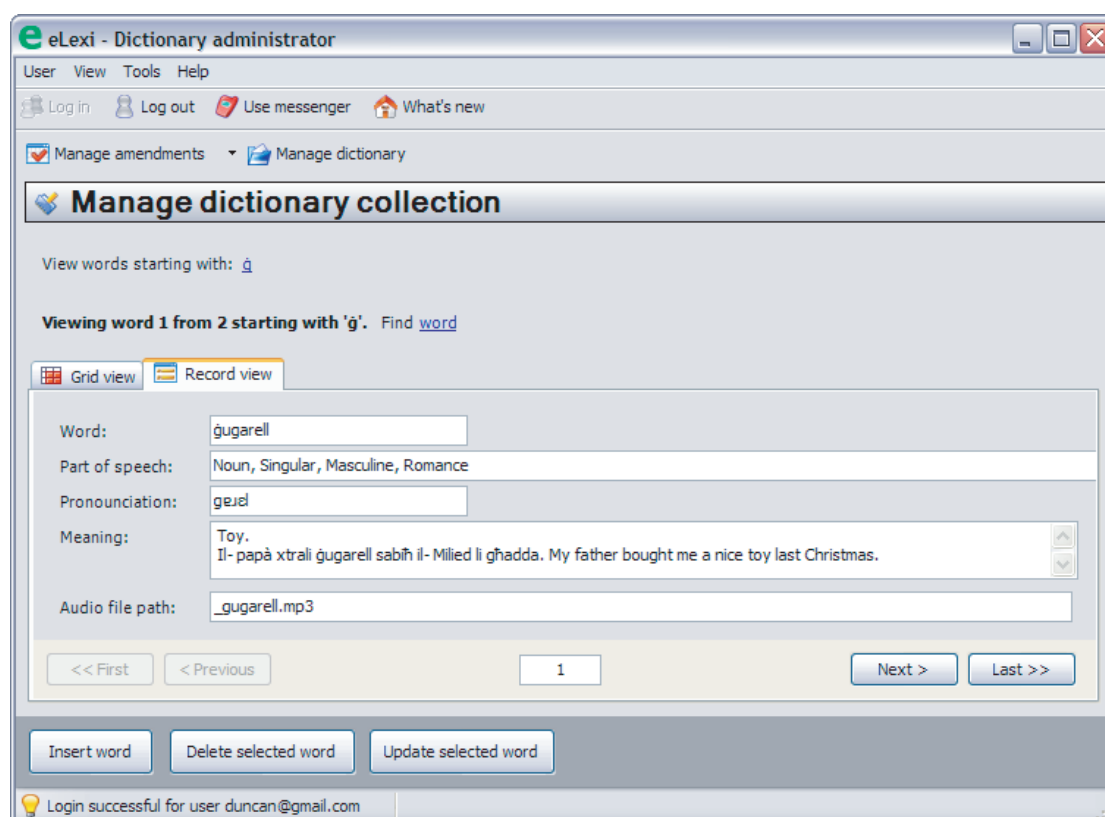 eLexi - Dictionary administrator
User View Tools Help
Log in Log out Use messenger What's new
Manage amendments Manage dictionary
Manage dictionary collection
View words starting with: ġ
Viewing word 1 from 2 starting with 'ġ'. Find word
Grid view Record view
Word: ġugarell
Part of speech: Noun, Singular, Masculine, Romance
Pronounciation: gɐɹɛl
Meaning: Toy.
Il-papà xtrali ġugarell sabiħ il-Milied li għadda. My father bought me a nice toy last Christmas.
Audio file path: _gugarell.mp3
<< First < Previous 1 Next > Last >>
Insert word Delete selected word Update selected word
Login successful for user duncan@gmail.com